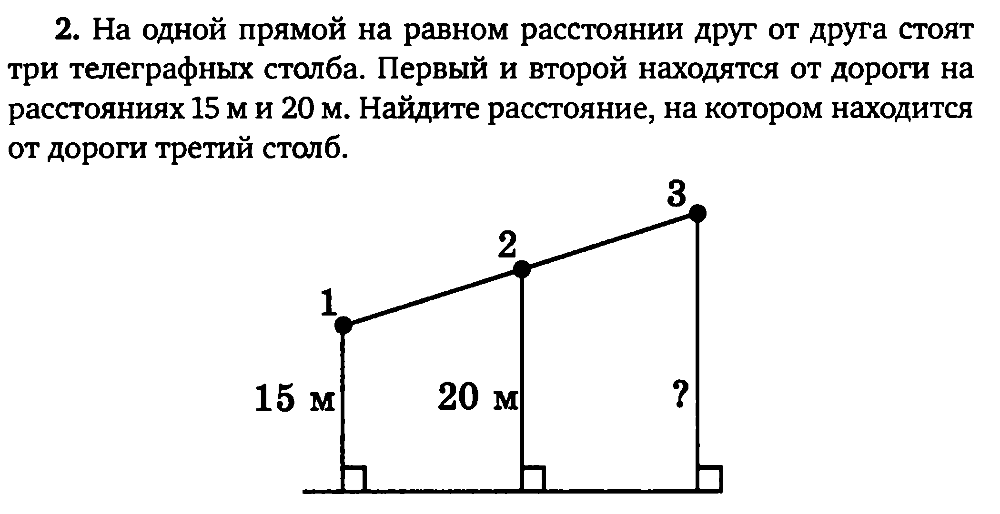 2. На одной прямой на равном расстоянии друг от друга стоят
три телеграфных столба. Первый и второй находятся от дороги на
расстояниях 15 м и 20 м. Найдите расстояние, на котором находится
от дороги третий столб.
3
2
1
15 м
20 м
?